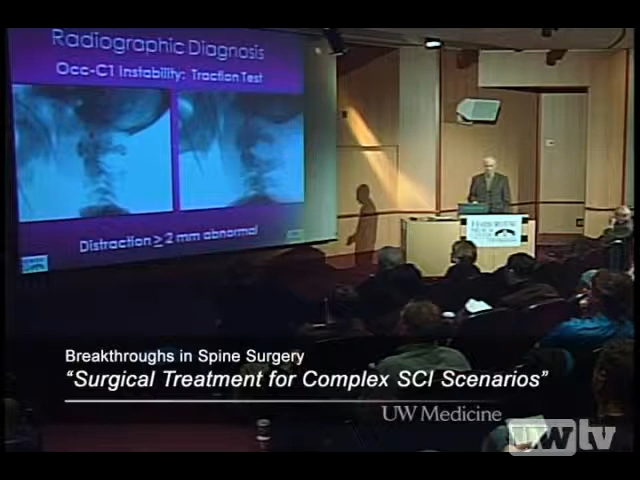 Radiographic Diagnosis
Occ-C1 Instability: Traction Test
Distraction ≥ 2 mm abnormal
Breakthroughs in Spine Surgery
“Surgical Treatment for Complex SCI Scenarios”
UW Medicine
uwtv